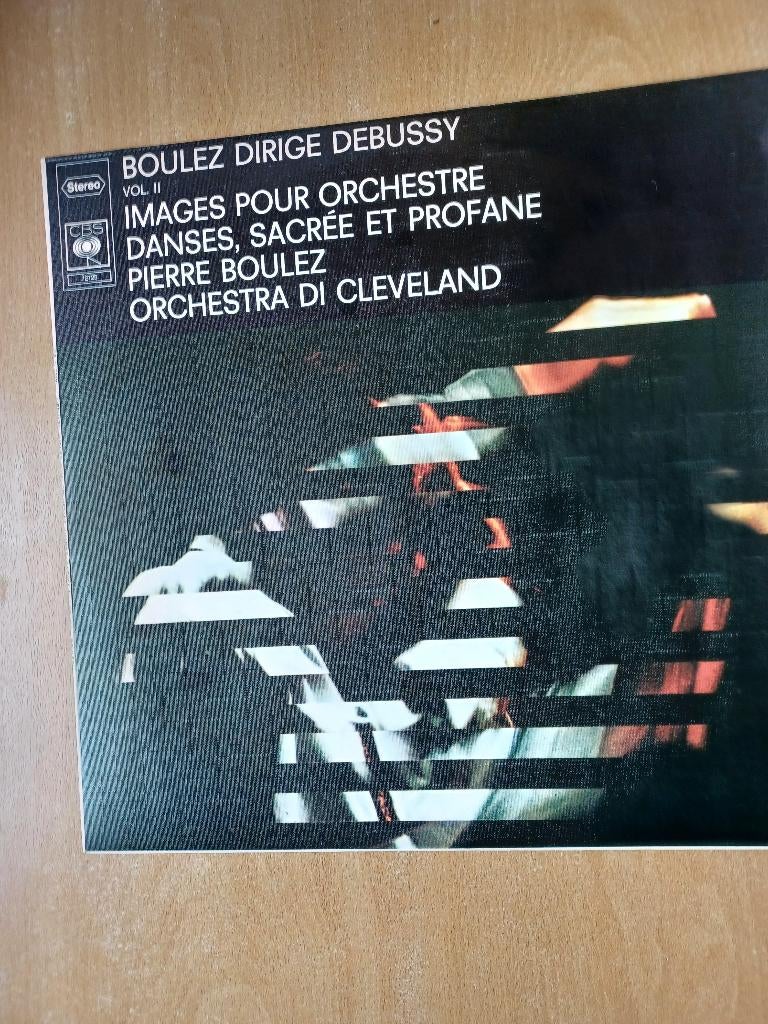 BOULEZ DIRIGE DEBUSSY
VOL. II
IMAGES POUR ORCHESTRE
DANSES, SACRÉE ET PROFANE
PIERRE BOULEZ
ORCHESTRA DI CLEVELAND
Stereo
CBS